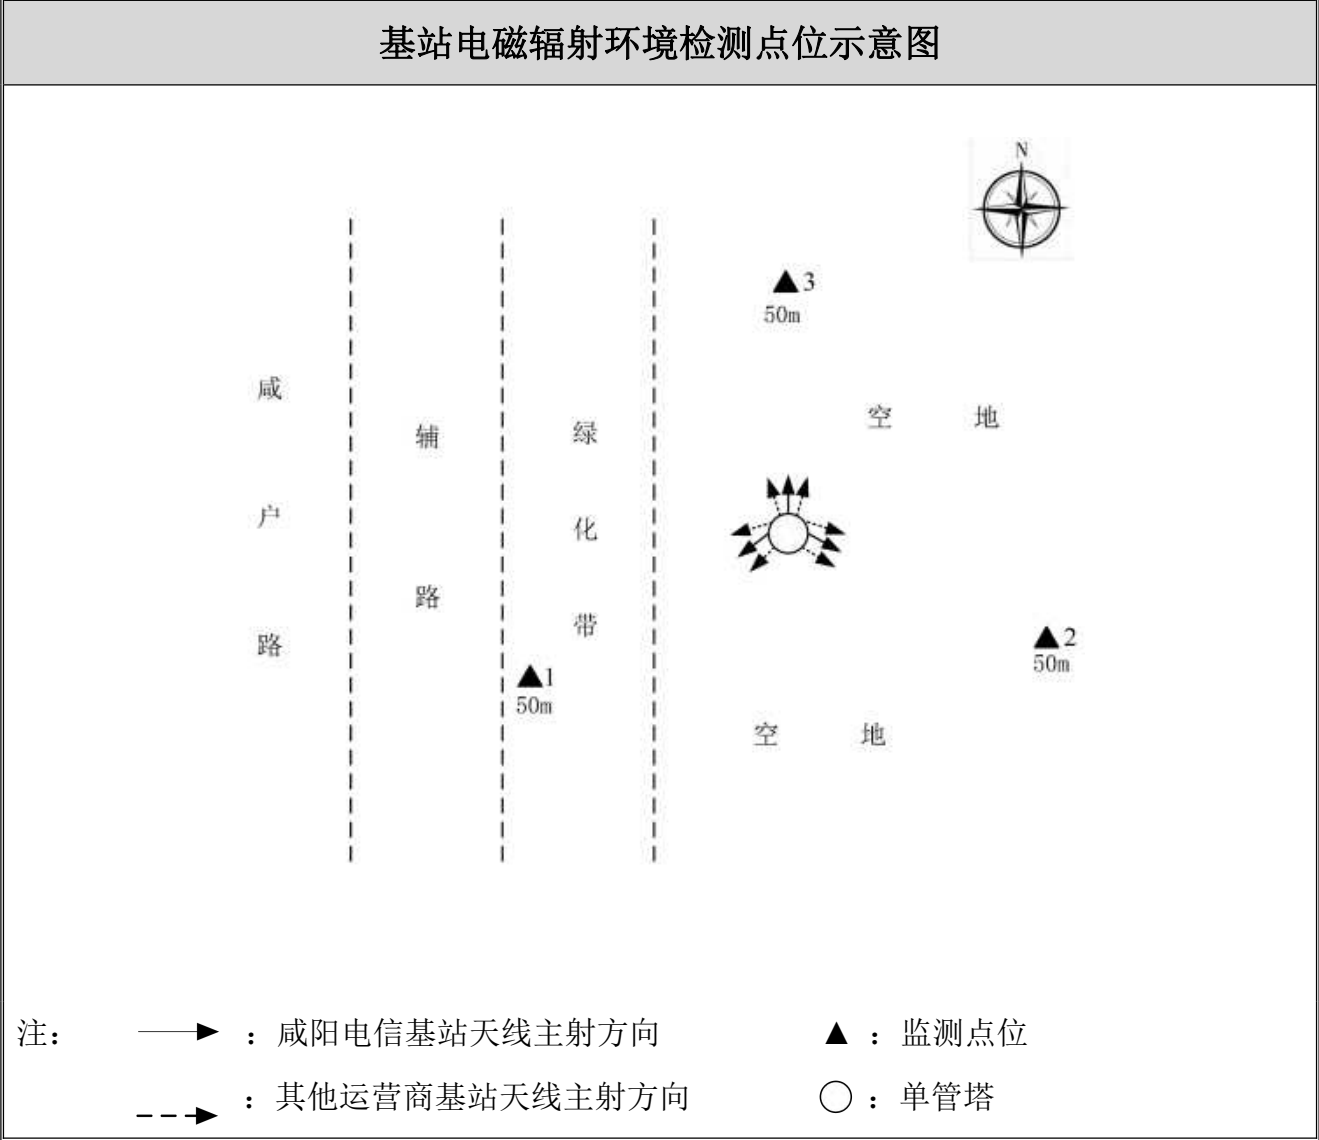 基站电磁辐射环境检测点位示意图
N
▲3
50m
咸户路
辅路
绿化带
空 地
▲2
50m
▲1
50m
空 地
注： ：咸阳电信基站天线主射方向 ▲ ：监测点位
：其他运营商基站天线主射方向 ○ ：单管塔